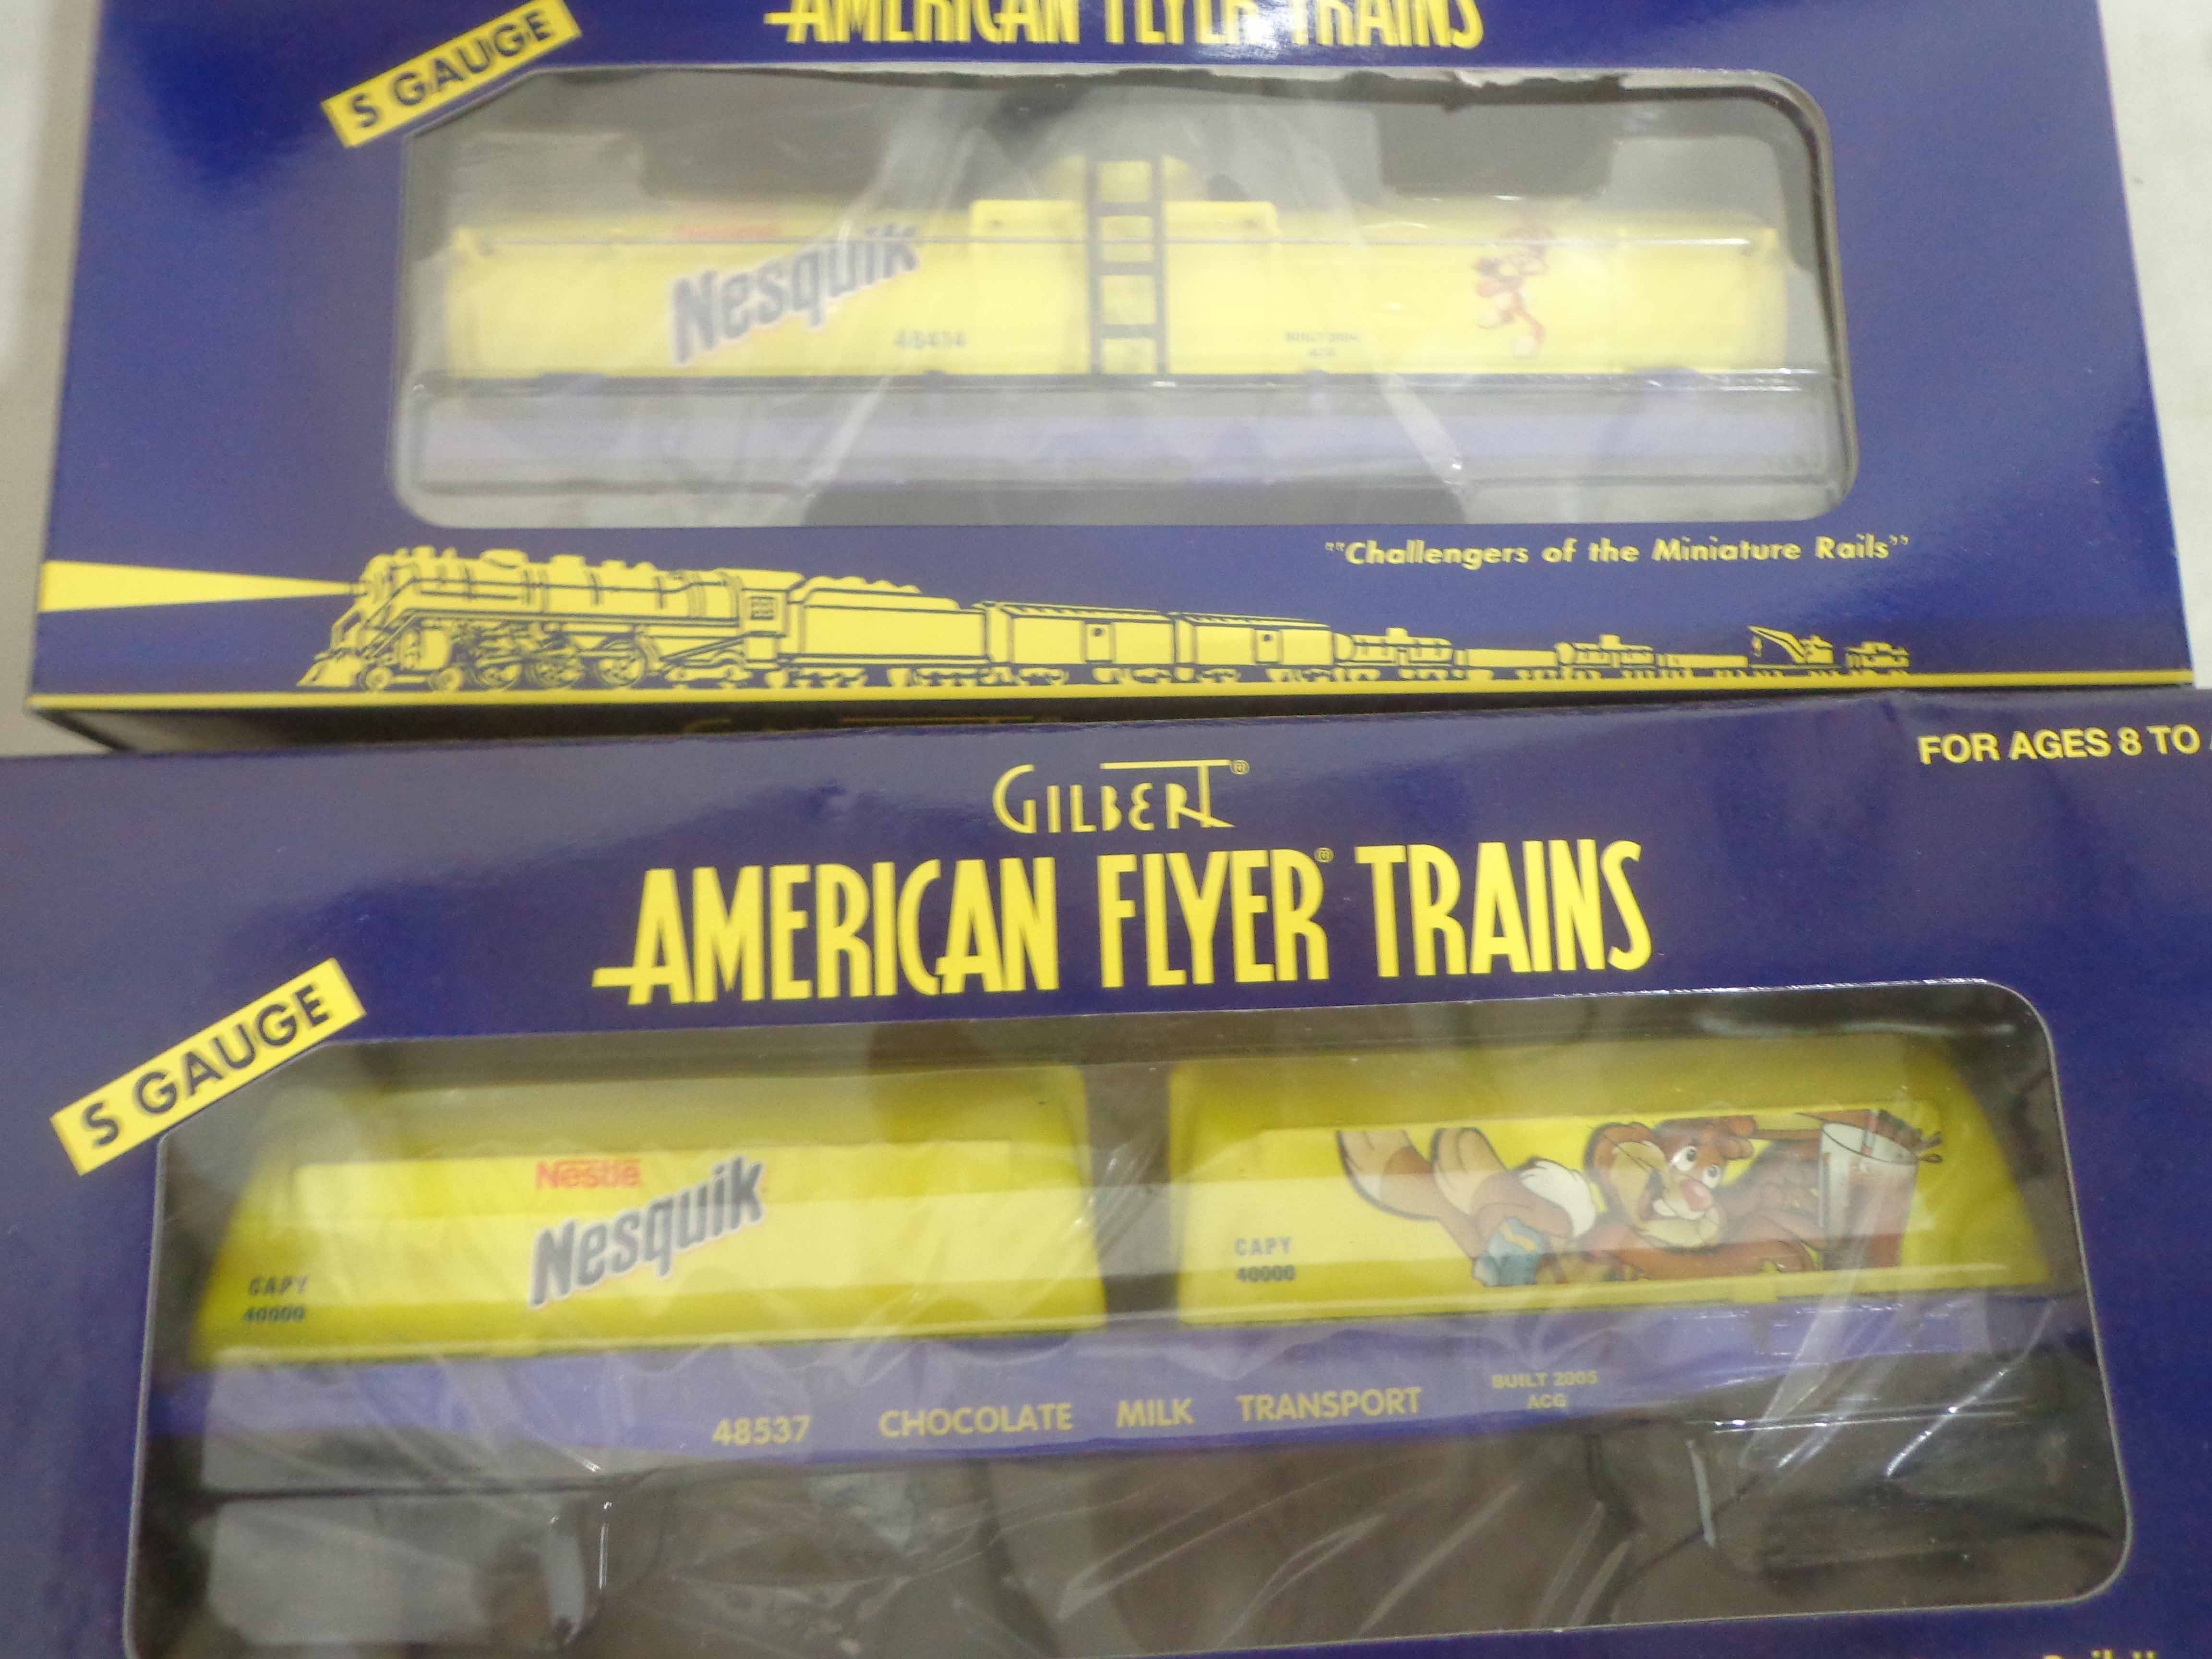 AMERICAN FLYER TRAINS
S GAUGE
Nesquik
48414
""Challengers of the Miniature Rails""
FOR AGES 8 TO
GILBERT®
AMERICAN FLYER® TRAINS
S GAUGE
Nestle
Nesquik
CAPY
40000
CAPY
40000
48537 CHOCOLATE MILK TRANSPORT
BUILT 2005
ACG